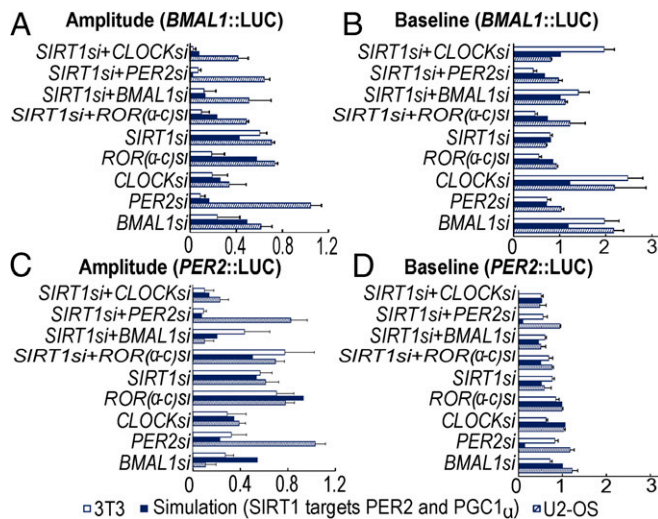 A Amplitude (BMAL1::LUC)
SIRT1si+CLOCKsi
SIRT1si+PER2si
SIRT1si+BMAL1si
SIRT1si+ROR(α-c)si
SIRT1si
ROR(α-c)si
CLOCKsi
PER2si
BMAL1si
0 0.4 0.8 1.2
B Baseline (BMAL1::LUC)
SIRT1si+CLOCKsi
SIRT1si+PER2si
SIRT1si+BMAL1si
SIRT1si+ROR(α-c)si
SIRT1si
ROR(α-c)si
CLOCKsi
PER2si
BMAL1si
0 1 2 3
C Amplitude (PER2::LUC)
SIRT1si+CLOCKsi
SIRT1si+PER2si
SIRT1si+BMAL1si
SIRT1si+ROR(α-c)si
SIRT1si
ROR(α-c)si
CLOCKsi
PER2si
BMAL1si
0 0.4 0.8 1.2
D Baseline (PER2::LUC)
SIRT1si+CLOCKsi
SIRT1si+PER2si
SIRT1si+BMAL1si
SIRT1si+ROR(α-c)si
SIRT1si
ROR(α-c)si
CLOCKsi
PER2si
BMAL1si
0 1 2 3
3T3 Simulation (SIRT1 targets PER2 and PGC1α) U2-OS